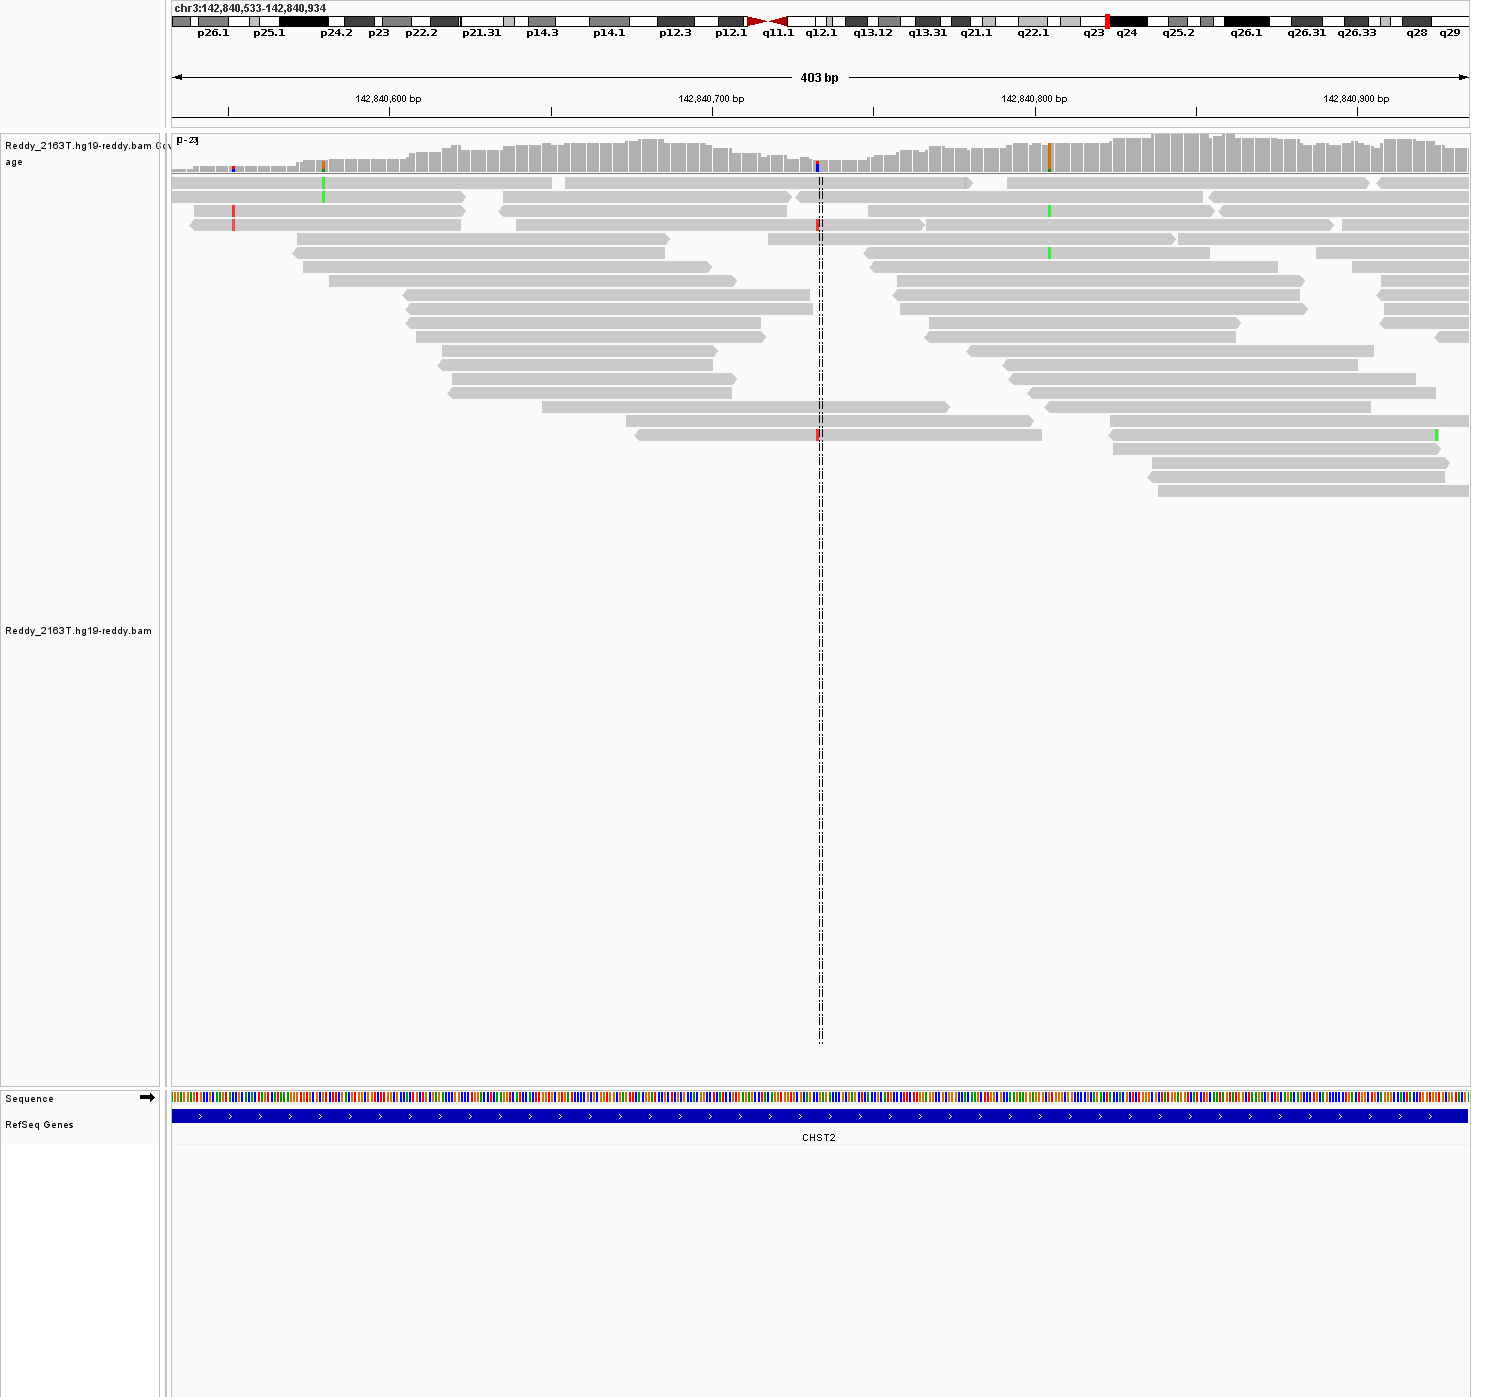 chr3:142,840,533-142,840,934
p26.1 p25.1 p24.2 p23 p22.2 p21.31 p14.3 p14.1 p12.3 p12.1 q11.1 q12.1 q13.12 q13.31 q21.1 q22.1 q23 q24 q25.2 q26.1 q26.31 q26.33 q28 q29
403 bp
142,840,600 bp 142,840,700 bp 142,840,800 bp 142,840,900 bp
Reddy_2163T.hg19-reddy.bam Cov [0-23]
age
Reddy_2163T.hg19-reddy.bam
Sequence
RefSeq Genes
CHST2